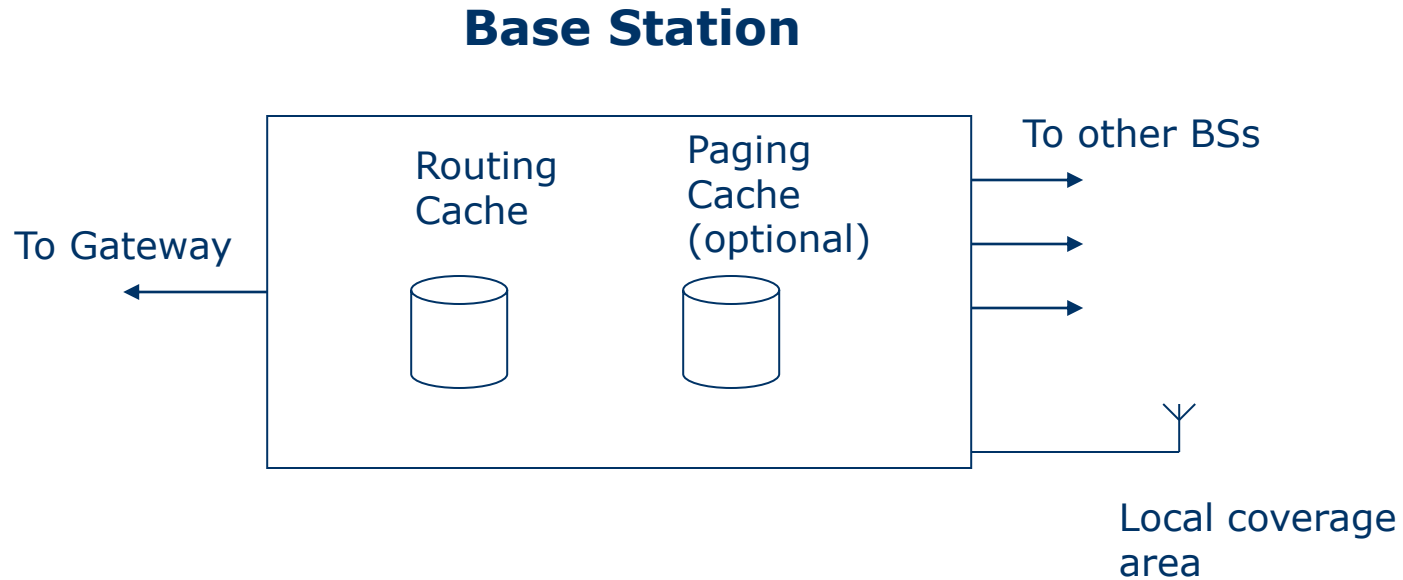 Base Station
To other BSs
Routing
Cache
Paging
Cache
(optional)
To Gateway
Local coverage
area